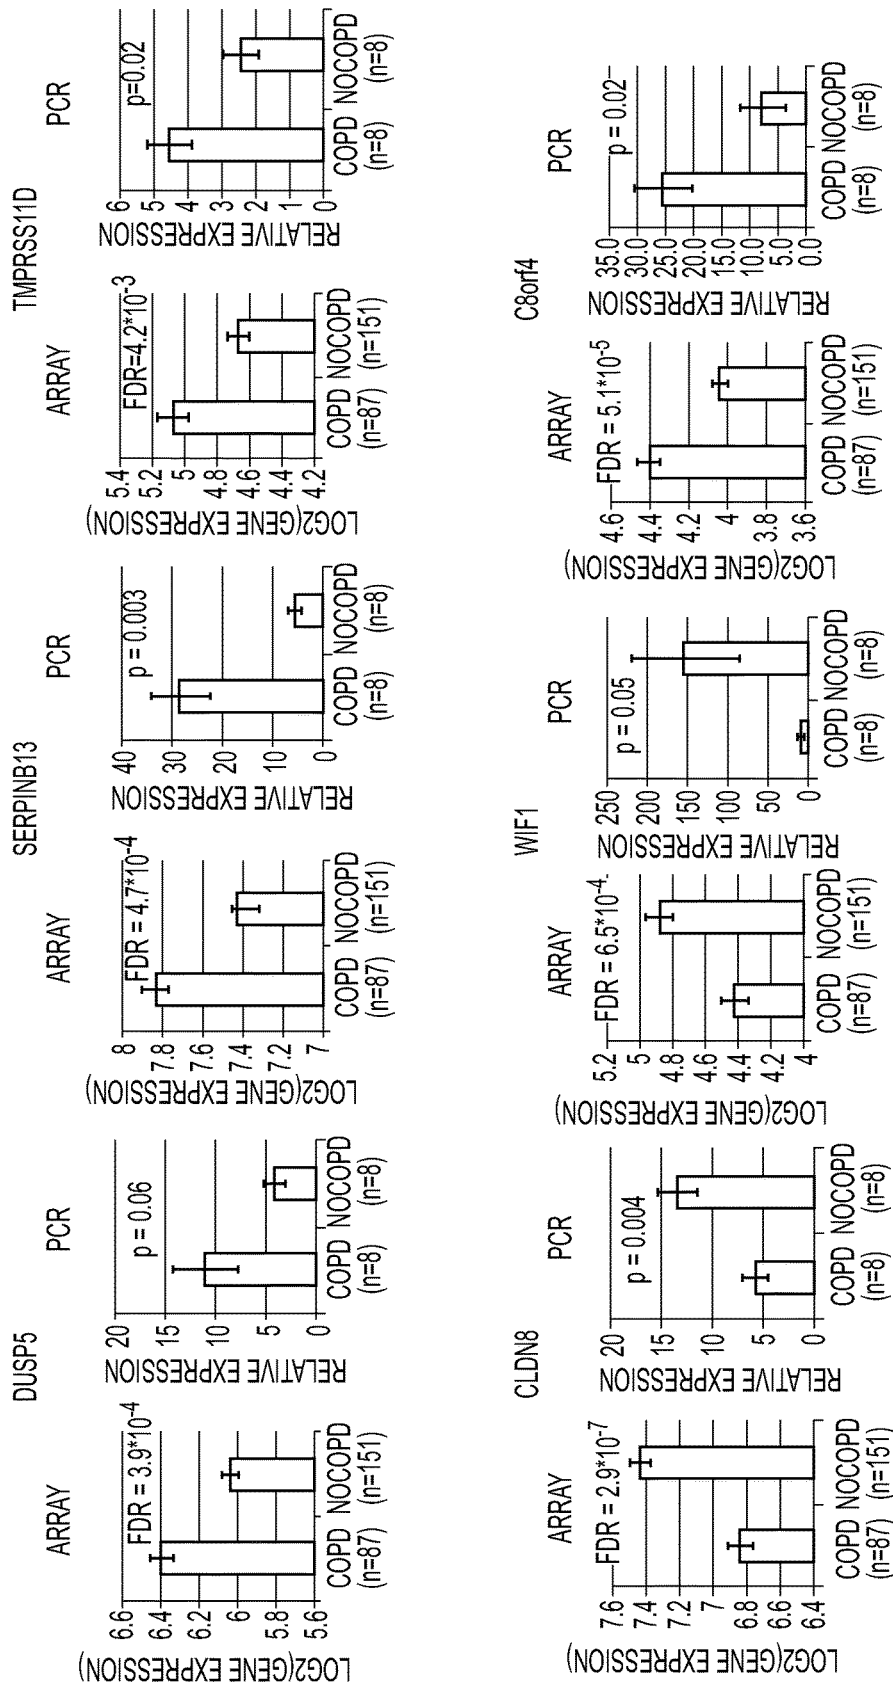 DUSP5
ARRAY
LOG2(GENE EXPRESSION)
6.6
6.4
6.2
6
5.8
5.6
FDR = 3.9*10-4
COPD NOCOPD
(n=87) (n=151)
PCR
RELATIVE EXPRESSION
20
15
10
5
0
p = 0.06
COPD NOCOPD
(n=8) (n=8)
SERPINB13
ARRAY
LOG2(GENE EXPRESSION)
8
7.8
7.6
7.4
7.2
7
FDR = 4.7*10-4
COPD NOCOPD
(n=87) (n=151)
PCR
RELATIVE EXPRESSION
40
30
20
10
0
p = 0.003
COPD NOCOPD
(n=8) (n=8)
TMPRSS11D
ARRAY
LOG2(GENE EXPRESSION)
5.4
5.2
5
4.8
4.6
4.4
4.2
FDR=4.2*10-3
COPD NOCOPD
(n=87) (n=151)
PCR
RELATIVE EXPRESSION
6
5
4
3
2
1
0
p=0.02
COPD NOCOPD
(n=8) (n=8)
CLDN8
ARRAY
LOG2(GENE EXPRESSION)
7.6
7.4
7.2
7
6.8
6.6
6.4
FDR = 2.9*10-7
COPD NOCOPD
(n=87) (n=151)
PCR
RELATIVE EXPRESSION
20
15
10
5
0
p = 0.004
COPD NOCOPD
(n=8) (n=8)
WIF1
ARRAY
LOG2(GENE EXPRESSION)
5.2
5
4.8
4.6
4.4
4.2
4
FDR = 6.5*10-4
COPD NOCOPD
(n=87) (n=151)
PCR
RELATIVE EXPRESSION
250
200
150
100
50
0
p = 0.05
COPD NOCOPD
(n=8) (n=8)
C8orf4
ARRAY
LOG2(GENE EXPRESSION)
4.6
4.4
4.2
4
3.8
3.6
FDR = 5.1*10-5
COPD NOCOPD
(n=87) (n=151)
PCR
RELATIVE EXPRESSION
35.0
30.0
25.0
20.0
15.0
10.0
5.0
0.0
p = 0.02
COPD NOCOPD
(n=8) (n=8)